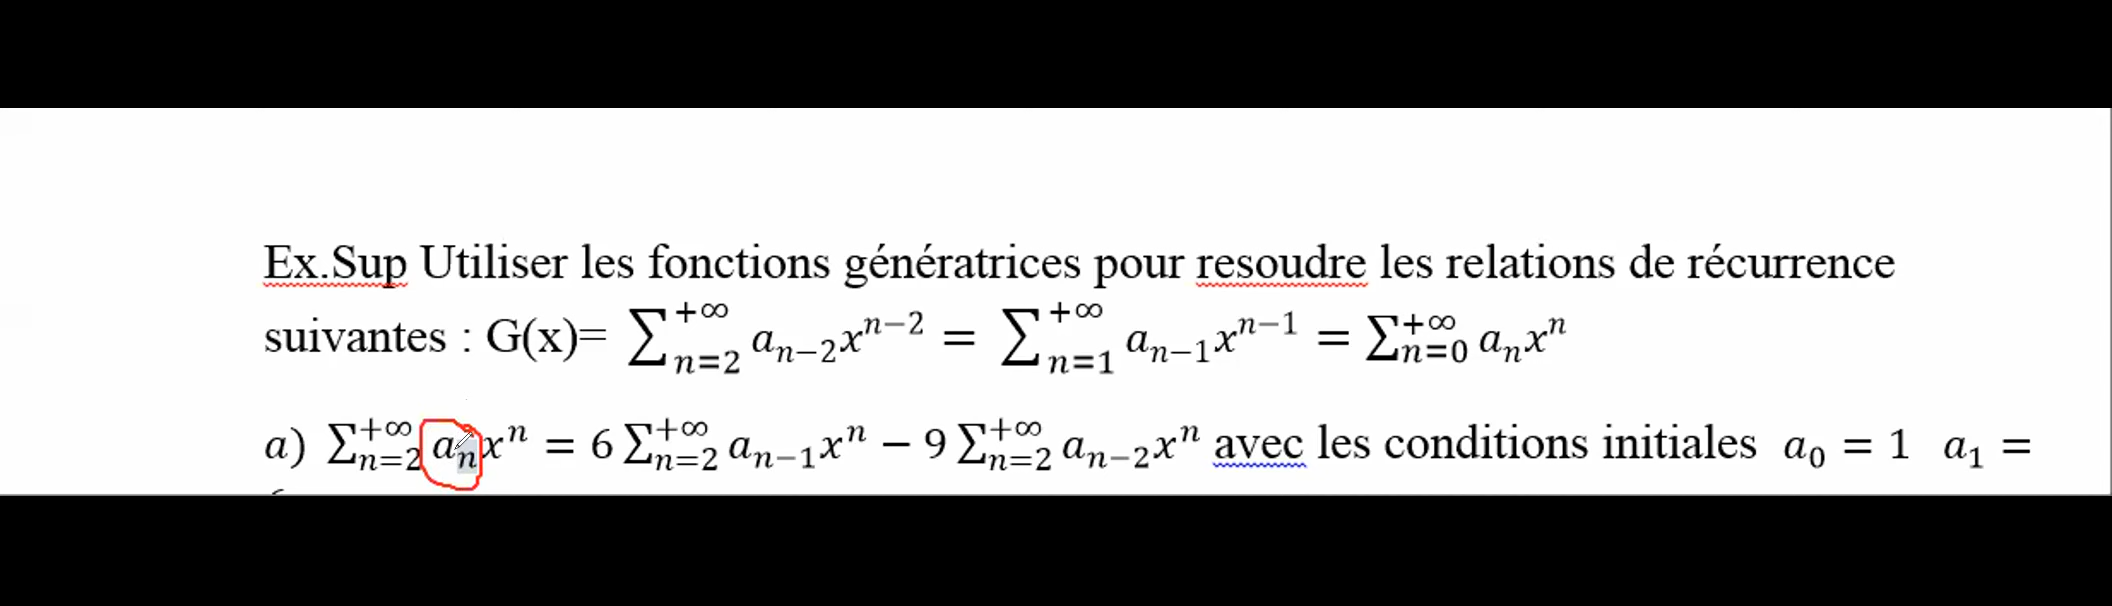 Ex.Sup Utiliser les fonctions génératrices pour resoudre les relations de récurrence
suivantes : G(x)= ∑_{n=2}^{+∞} a_{n−2}x^{n−2} = ∑_{n=1}^{+∞} a_{n−1}x^{n−1} = ∑_{n=0}^{+∞} a_n x^n
a) ∑_{n=2}^{+∞} a_n x^n = 6 ∑_{n=2}^{+∞} a_{n−1}x^n − 9 ∑_{n=2}^{+∞} a_{n−2}x^n avec les conditions initiales a_0 = 1 a_1 =